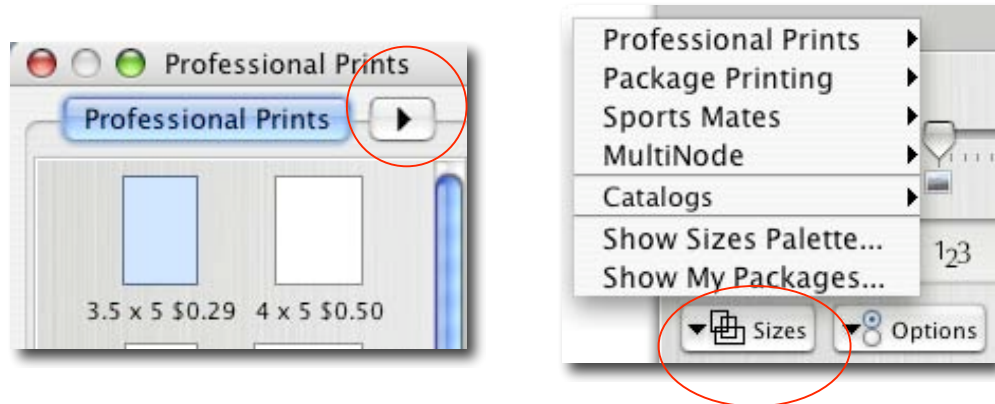 Professional Prints
Professional Prints
3.5 x 5 $0.29 4 x 5 $0.50
Professional Prints
Package Printing
Sports Mates
MultiNode
Catalogs
Show Sizes Palette...
Show My Packages...
123
Sizes
Options